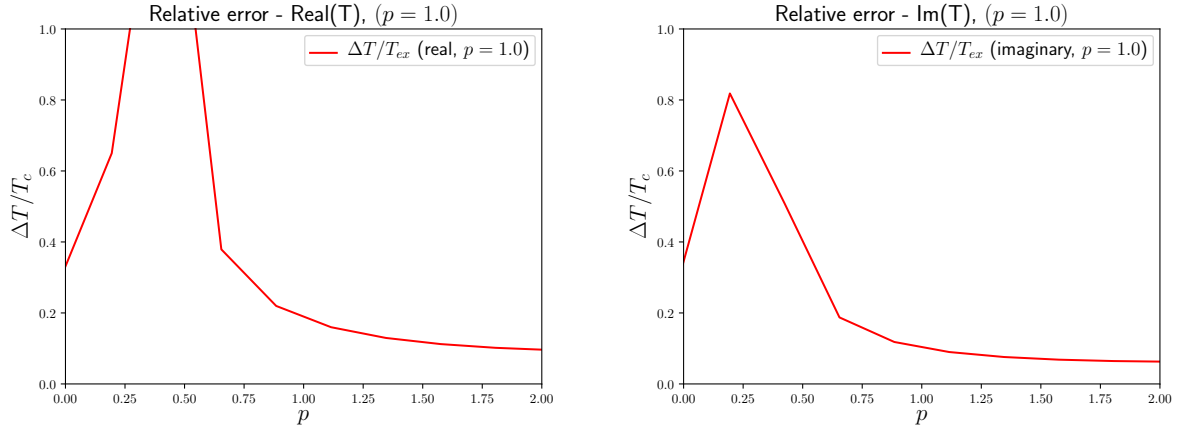 Relative error - Real(T), (p = 1.0)
ΔT/T_{ex} (real, p = 1.0)
ΔT/T_c
1.0
0.8
0.6
0.4
0.2
0.0
0.00 0.25 0.50 0.75 1.00 1.25 1.50 1.75 2.00
p
Relative error - Im(T), (p = 1.0)
ΔT/T_{ex} (imaginary, p = 1.0)
ΔT/T_c
1.0
0.8
0.6
0.4
0.2
0.0
0.00 0.25 0.50 0.75 1.00 1.25 1.50 1.75 2.00
p